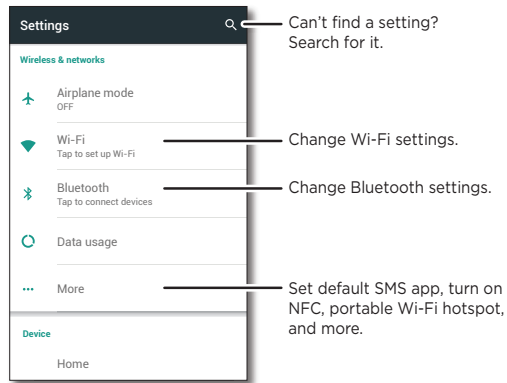 Settings
Can't find a setting?
Search for it.
Wireless & networks
Airplane mode
OFF
Wi-Fi
Tap to set up Wi-Fi
Change Wi-Fi settings.
Bluetooth
Tap to connect devices
Change Bluetooth settings.
Data usage
More
Set default SMS app, turn on
NFC, portable Wi-Fi hotspot,
and more.
Device
Home